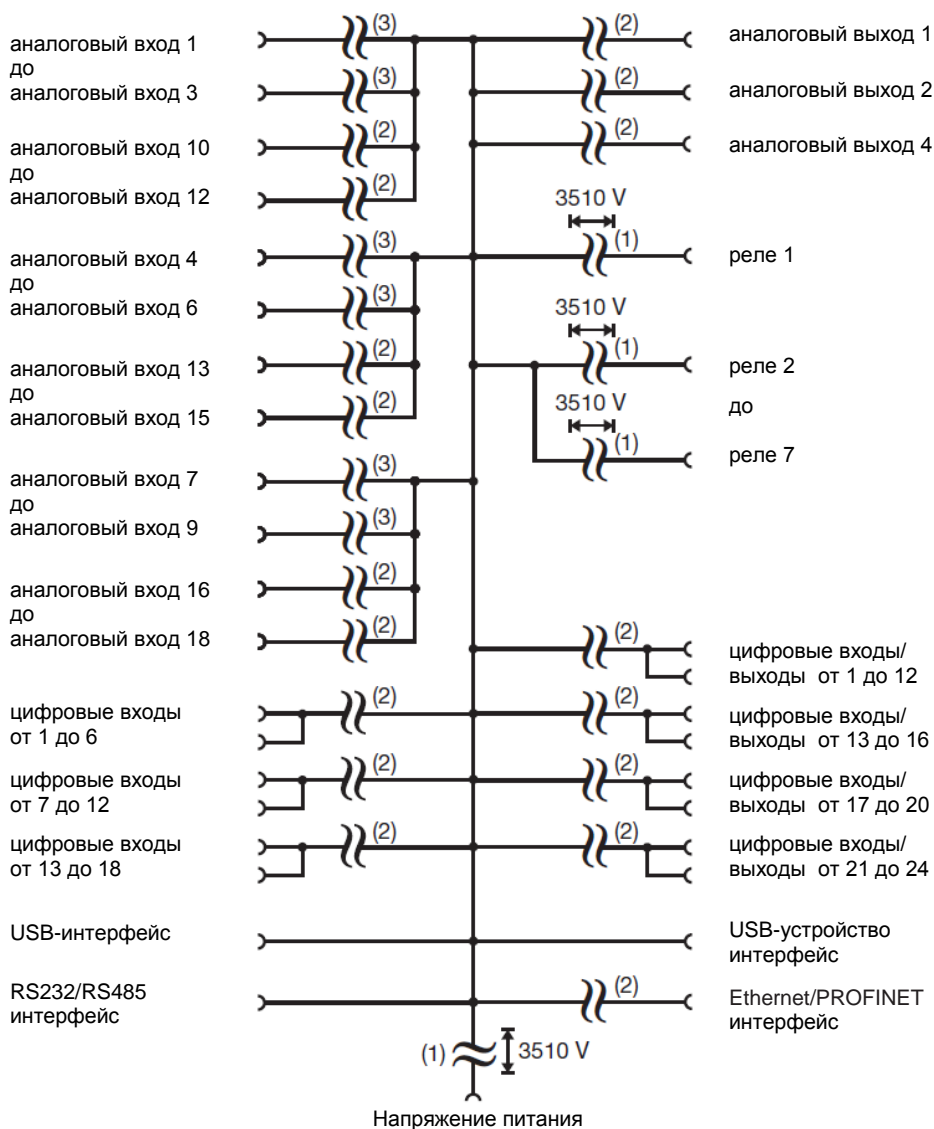 аналоговый вход 1
до
аналоговый вход 3
аналоговый вход 10
до
аналоговый вход 12
аналоговый вход 4
до
аналоговый вход 6
аналоговый вход 13
до
аналоговый вход 15
аналоговый вход 7
до
аналоговый вход 9
аналоговый вход 16
до
аналоговый вход 18
цифровые входы
от 1 до 6
цифровые входы
от 7 до 12
цифровые входы
от 13 до 18
USB-интерфейс
RS232/RS485
интерфейс
(3)
(3)
(2)
(2)
(3)
(3)
(2)
(2)
(3)
(3)
(2)
(2)
(2)
(2)
(2)
(2)
(2)
(2)
3510 V
(1)
3510 V
(1)
3510 V
(1)
(2)
(2)
(2)
(2)
(2)
аналоговый выход 1
аналоговый выход 2
аналоговый выход 4
реле 1
реле 2
до
реле 7
цифровые входы/
выходы от 1 до 12
цифровые входы/
выходы от 13 до 16
цифровые входы/
выходы от 17 до 20
цифровые входы/
выходы от 21 до 24
USB-устройство
интерфейс
Ethernet/PROFINET
интерфейс
(1) 3510 V
Напряжение питания